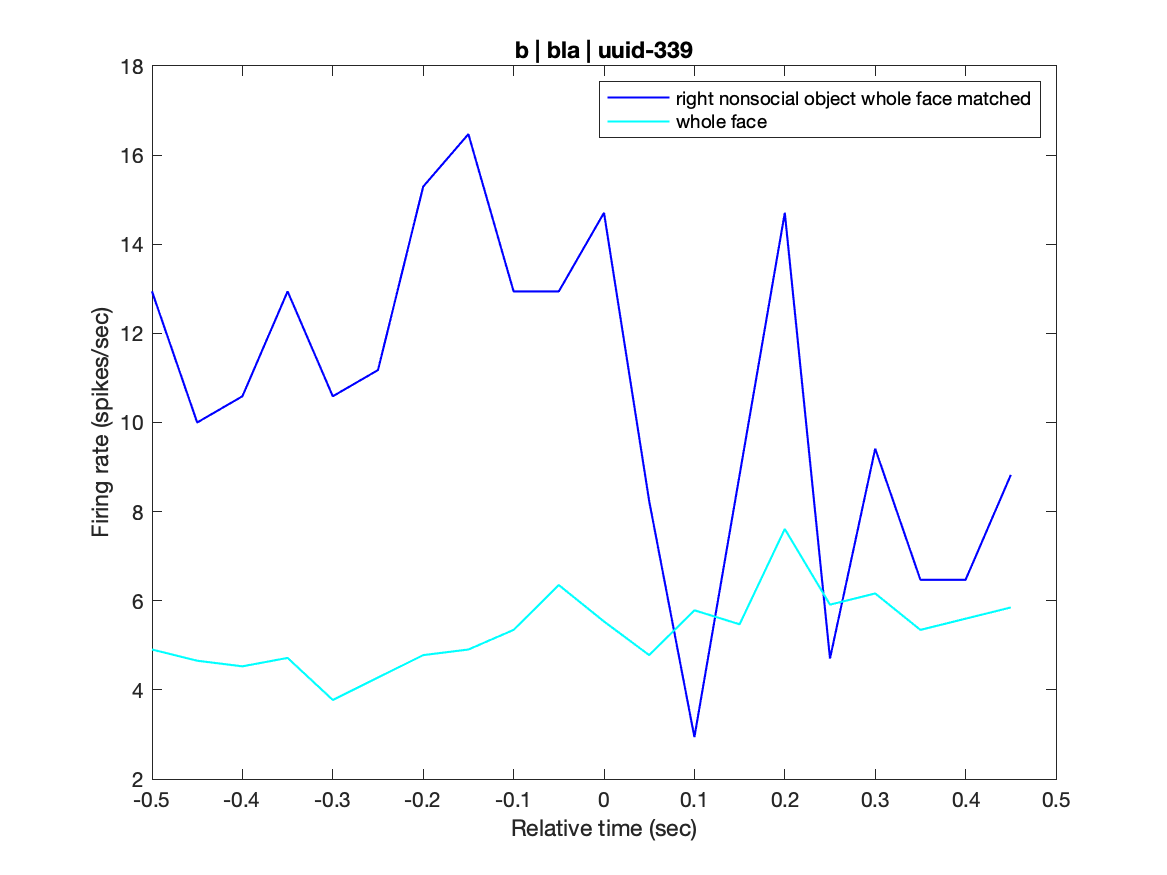 b | bla | uuid-339
right nonsocial object whole face matched
whole face
Firing rate (spikes/sec)
18
16
14
12
10
8
6
4
2
-0.5 -0.4 -0.3 -0.2 -0.1 0 0.1 0.2 0.3 0.4 0.5
Relative time (sec)